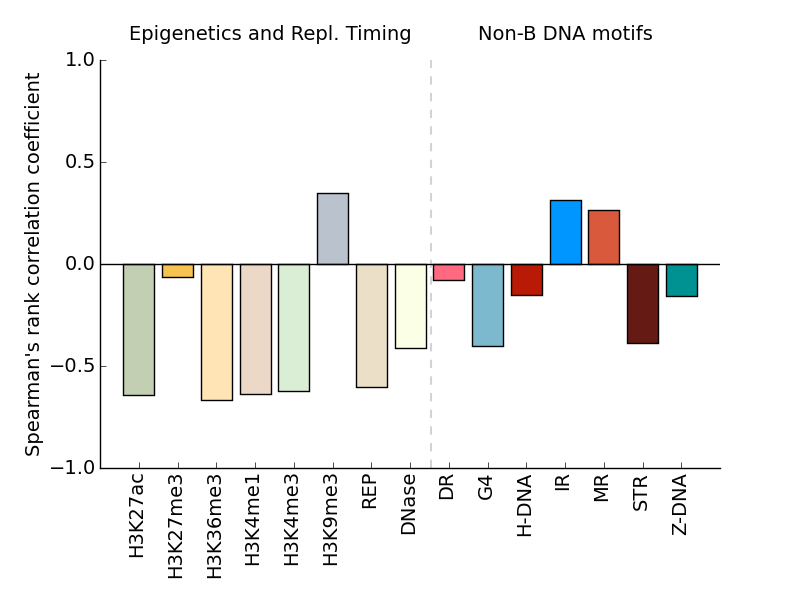 Epigenetics and Repl. Timing
Non-B DNA motifs
Spearman's rank correlation coefficient
1.0
0.5
0.0
−0.5
−1.0
H3K27ac
H3K27me3
H3K36me3
H3K4me1
H3K4me3
H3K9me3
REP
DNase
DR
G4
H-DNA
IR
MR
STR
Z-DNA